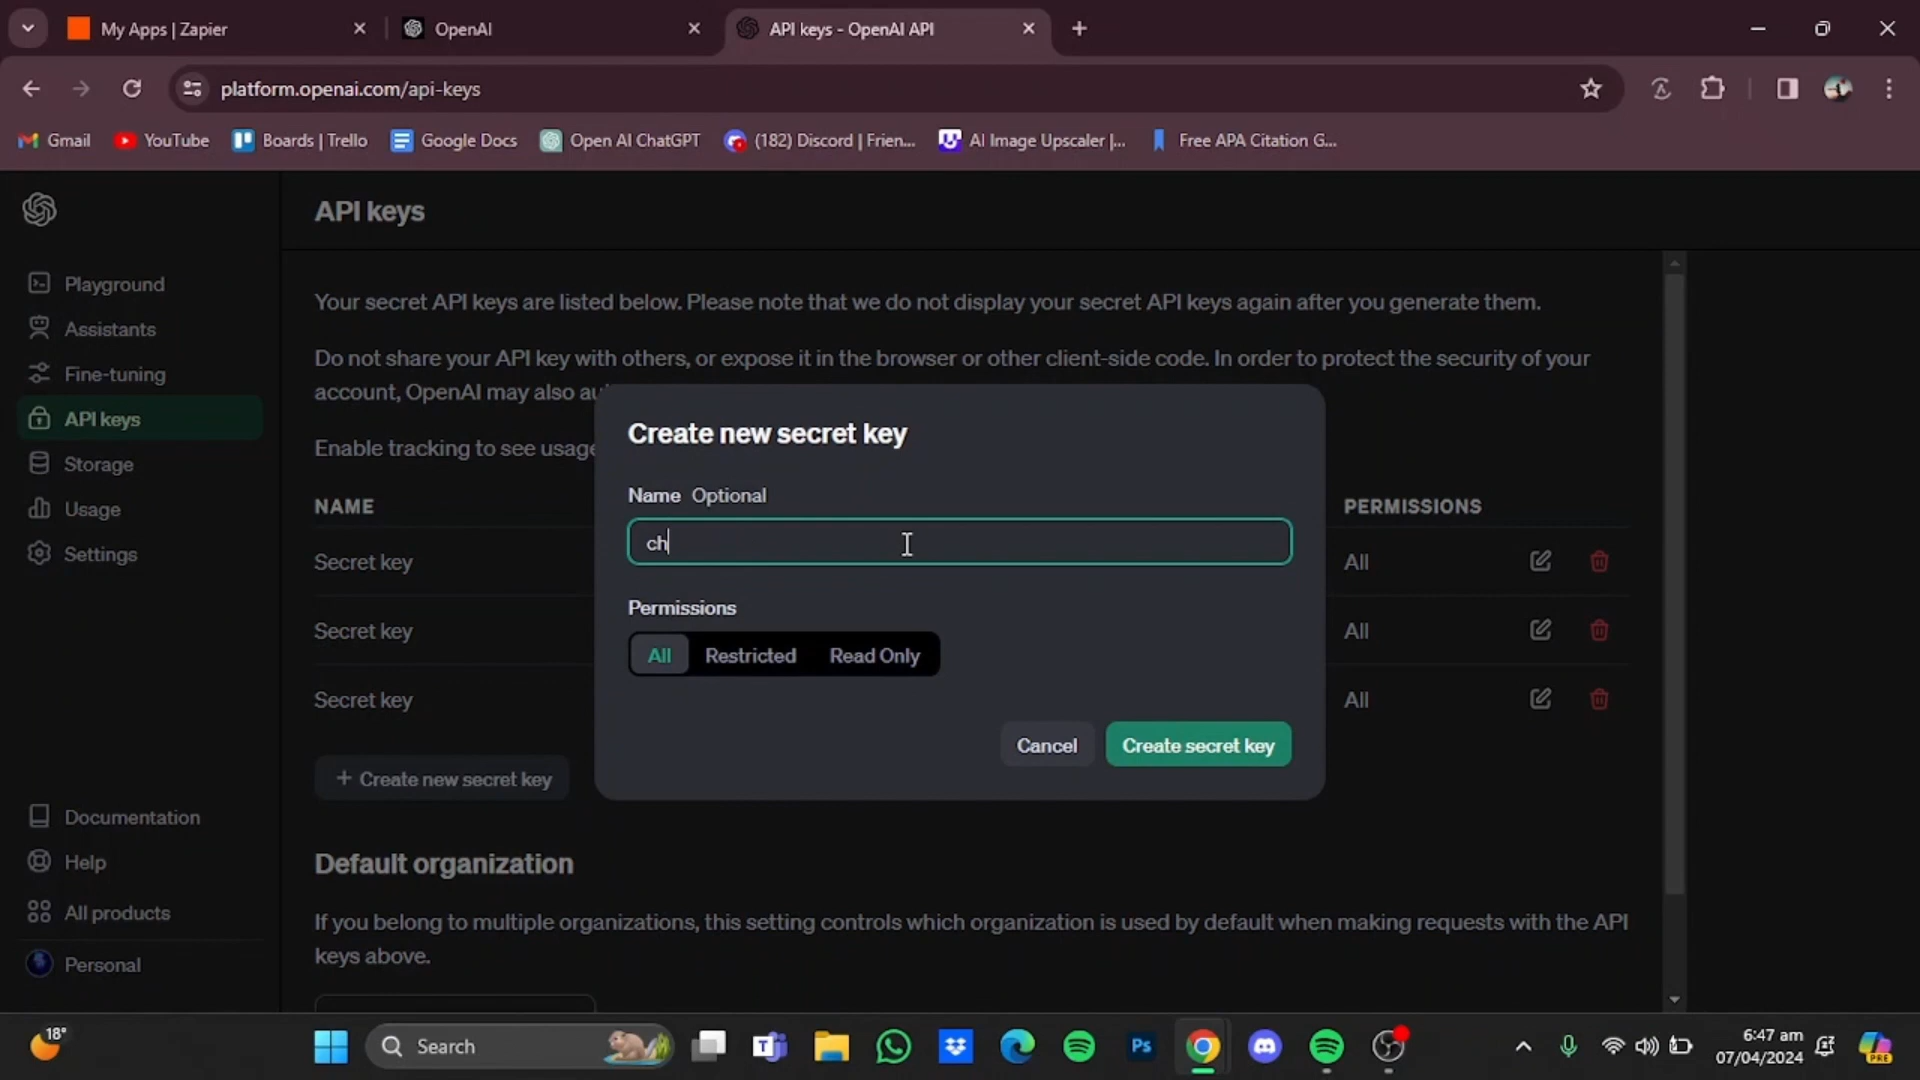 My Apps | Zapier
OpenAI
API keys - OpenAI API
platform.openai.com/api-keys
Gmail
YouTube
Boards | Trello
Google Docs
Open AI ChatGPT
(182) Discord | Frien...
AI Image Upscaler |...
Free APA Citation G...
API keys
Playground
Assistants
Fine-tuning
API keys
Storage
Usage
Settings
Documentation
Help
All products
Personal
Your secret API keys are listed below. Please note that we do not display your secret API keys again after you generate them.
Do not share your API key with others, or expose it in the browser or other client-side code. In order to protect the security of your
account, OpenAI may also au
Enable tracking to see usage
NAME
PERMISSIONS
Secret key
All
Secret key
All
Secret key
All
+ Create new secret key
Create new secret key
Name Optional
ch
Permissions
All
Restricted
Read Only
Cancel
Create secret key
Default organization
If you belong to multiple organizations, this setting controls which organization is used by default when making requests with the API
keys above.
18°
Search
Ps
6:47 am
07/04/2024
PRE